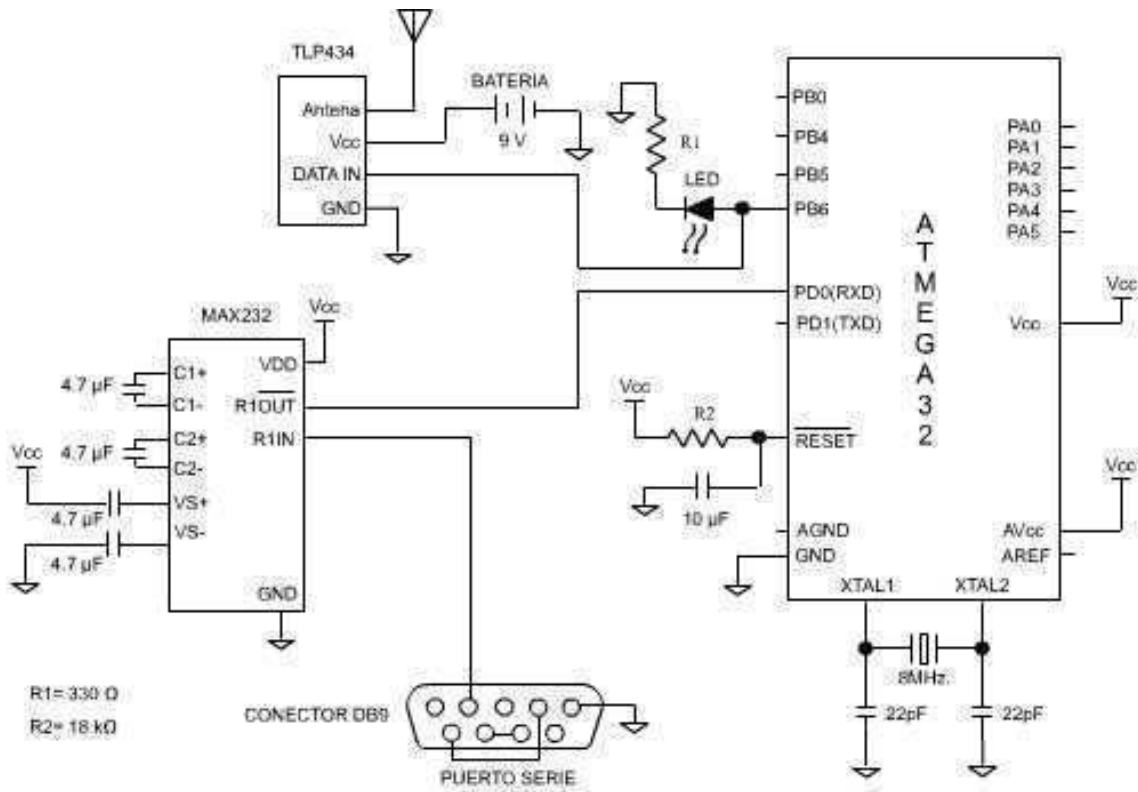 TLP434
Antena
Vcc
DATA IN
GND
BATERIA
9 V
R1
LED
PB0
PB4
PB5
PB6
PD0(RXD)
PD1(TXD)
RESET
AGND
GND
XTAL1
XTAL2
ATMEGA32
PA0
PA1
PA2
PA3
PA4
PA5
Vcc
Vcc
Vcc
AVcc
AREF
MAX232
Vcc
VDD
C1+
C1-
C2+
C2-
VS+
VS-
R1OUT
R1IN
GND
4.7 µF
4.7 µF
Vcc
4.7 µF
4.7 µF
Vcc
R2
10 µF
8MHz.
22pF
22pF
R1= 330 Ω
R2= 18 kΩ
CONECTOR DB9
PUERTO SERIE